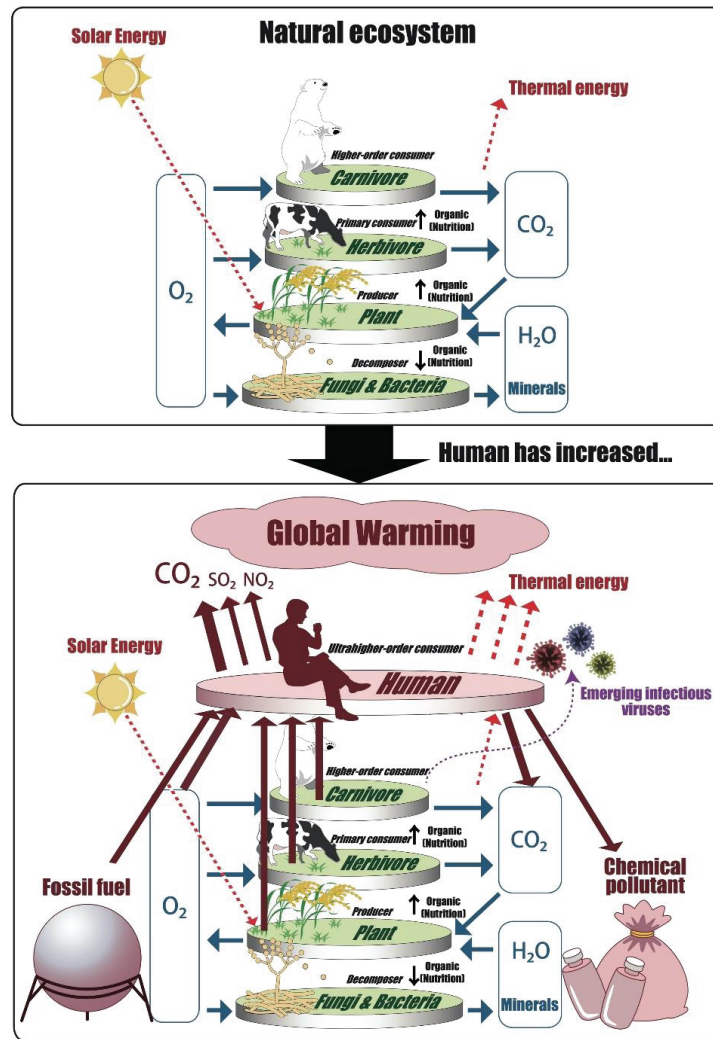 Natural ecosystem
Solar Energy
Thermal energy
Higher-order consumer
Carnivore
Primary consumer
Organic
(Nutrition)
Herbivore
CO₂
O₂
Producer
Organic
(Nutrition)
Plant
H₂O
Decomposer
Organic
(Nutrition)
Fungi & Bacteria
Minerals
Human has increased...
Global Warming
CO₂ SO₂ NO₂
Thermal energy
Solar Energy
Ultrahigher-order consumer
Human
Emerging infectious
viruses
Higher-order consumer
Carnivore
Primary consumer
Organic
(Nutrition)
Herbivore
CO₂
Fossil fuel
O₂
Chemical
pollutant
Producer
Organic
(Nutrition)
Plant
H₂O
Decomposer
Organic
(Nutrition)
Fungi & Bacteria
Minerals